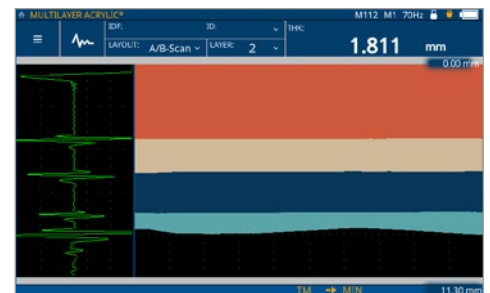 MULTILAYER ACRYLIC* M112 M1 70Hz
IDF: ID: THK:
LAYOUT: A/B-Scan LAYER: 2 1.811 mm
0.00 mm
TM → MIN 11.30 mm